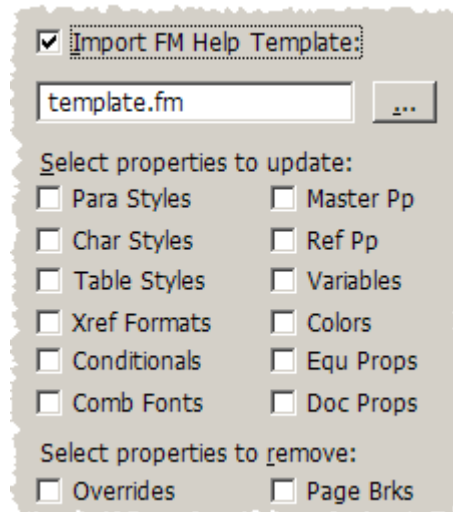 Import FM Help Template:
template.fm ...
Select properties to update:
Para Styles Master Pp
Char Styles Ref Pp
Table Styles Variables
Xref Formats Colors
Conditionals Equ Props
Comb Fonts Doc Props
Select properties to remove:
Overrides Page Brks